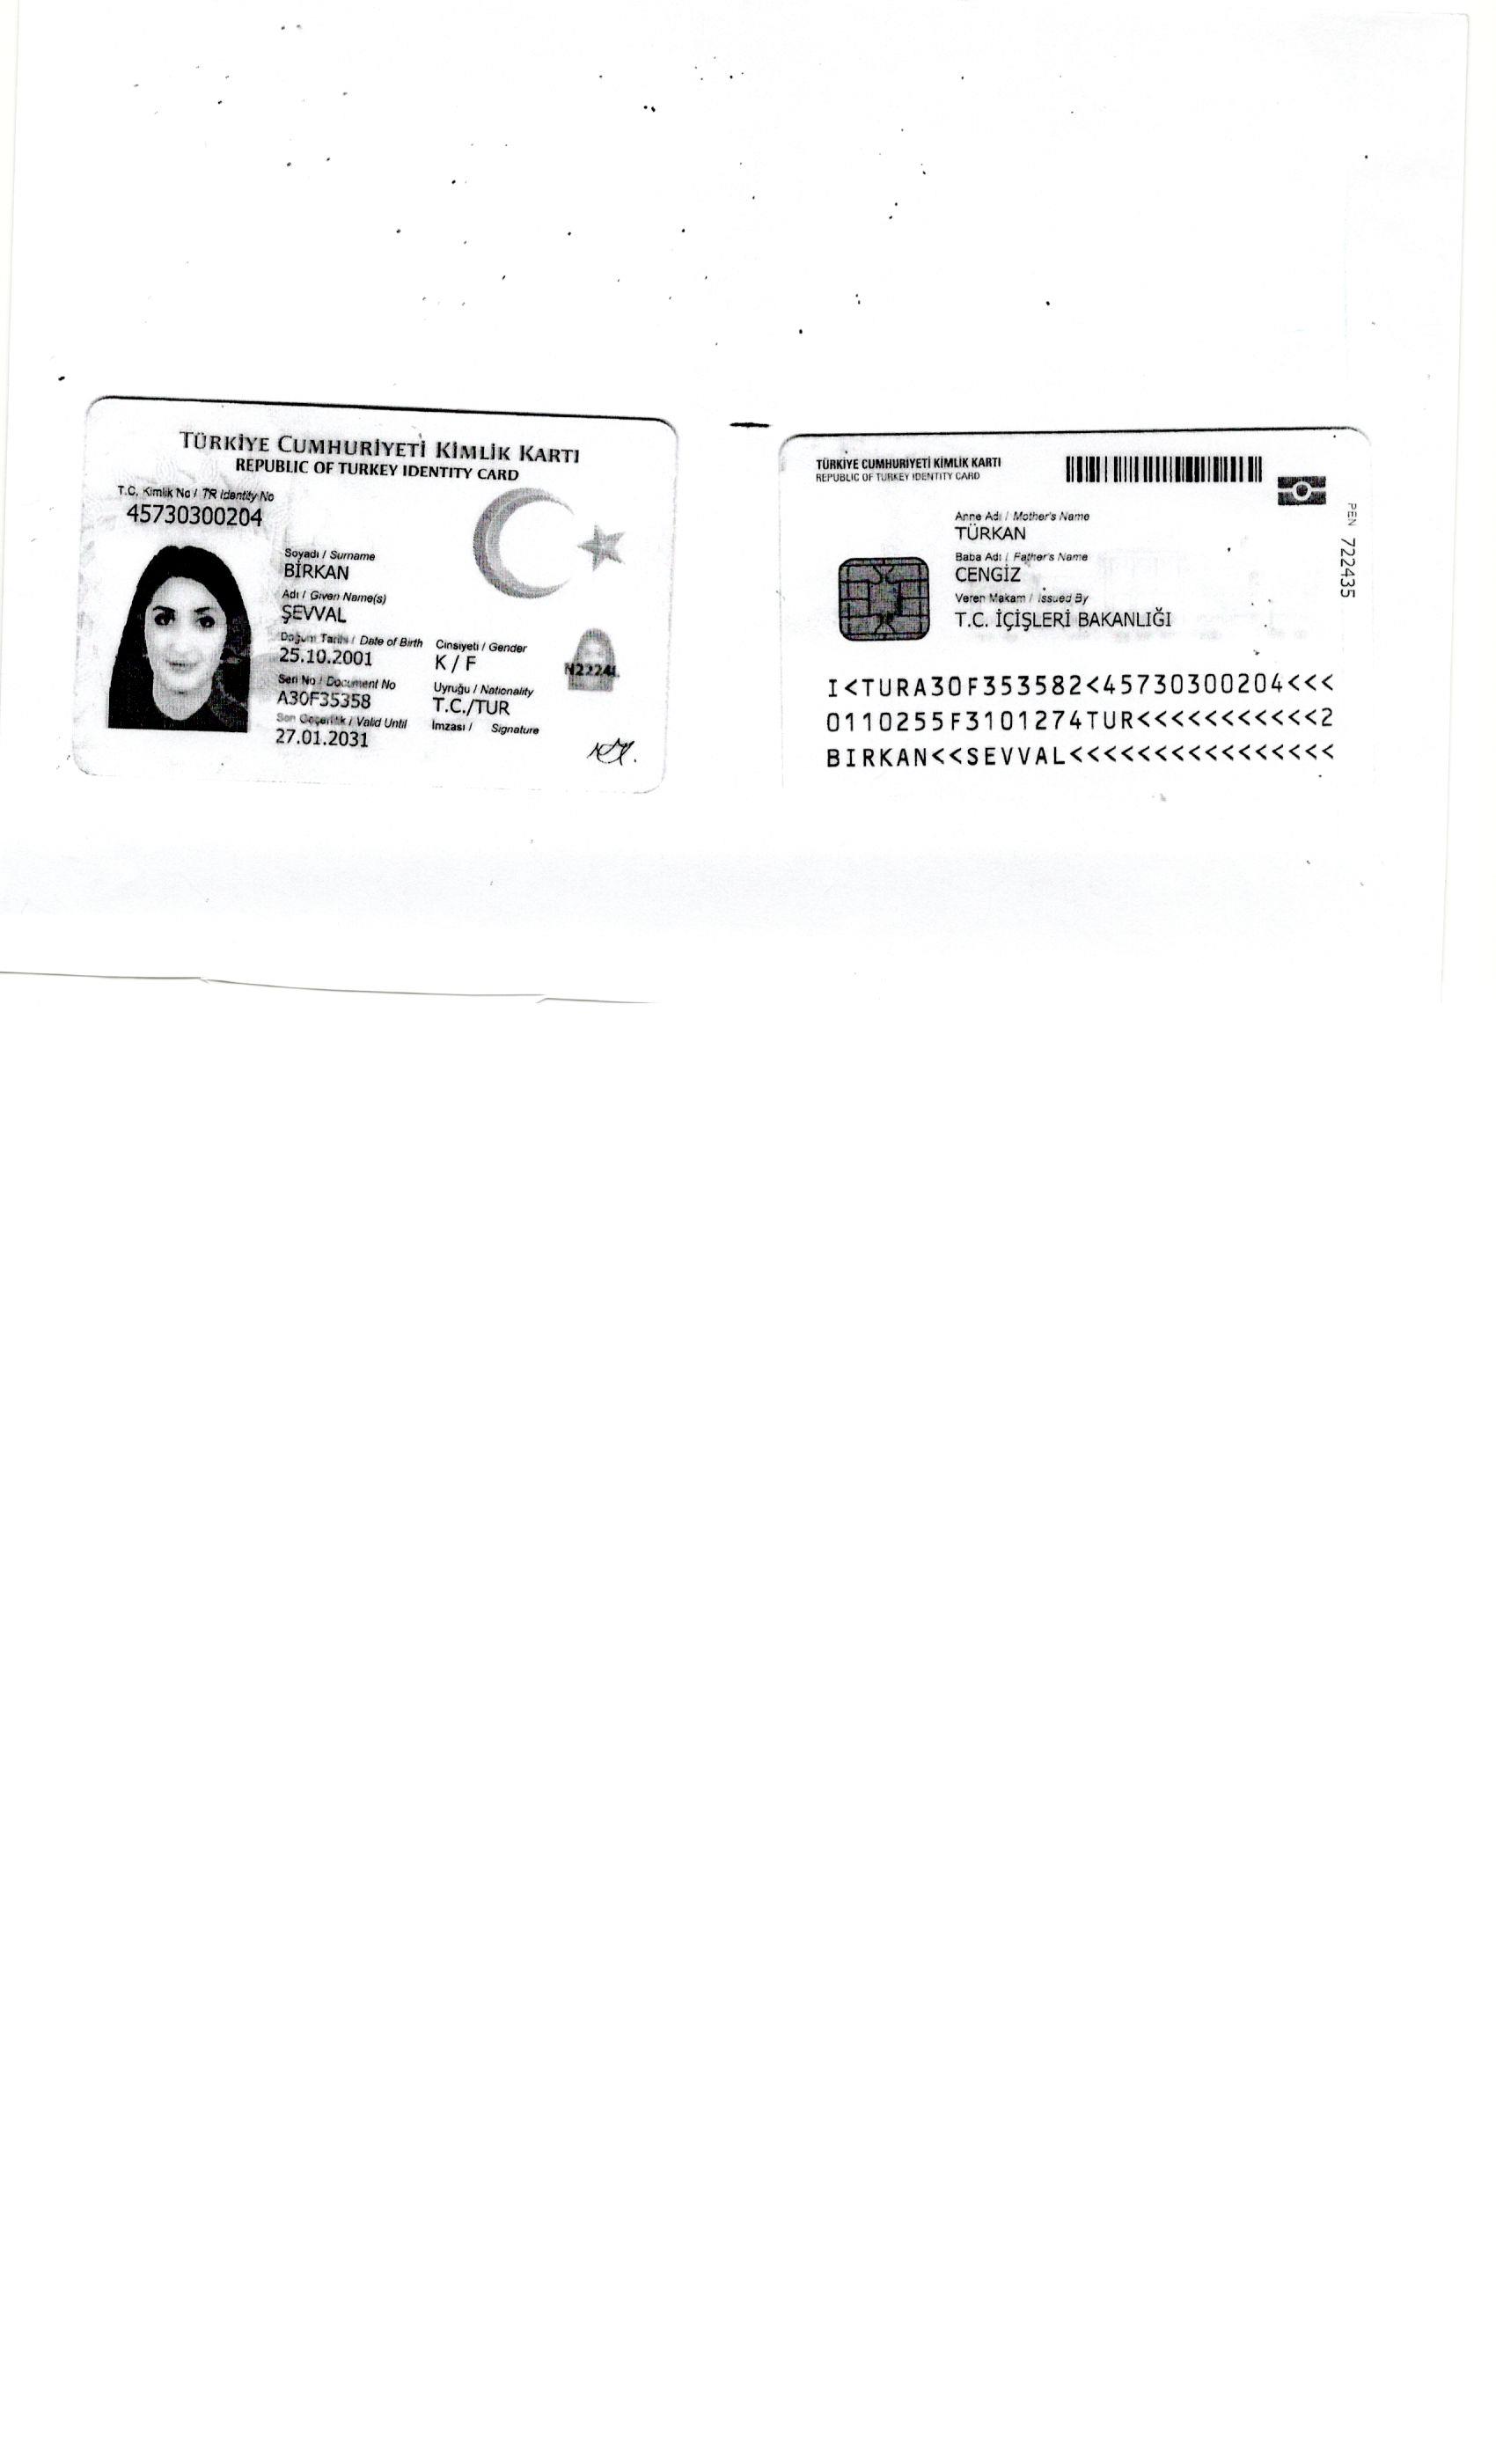 TÜRKİYE CUMHURİYETİ KİMLİK KARTI
REPUBLIC OF TURKEY IDENTITY CARD
T.C. Kimlik No / TR Identity No
45730300204
Soyadı / Surname
BİRKAN
Adı / Given Name(s)
ŞEVVAL
Doğum Tarihi / Date of Birth Cinsiyeti / Gender
25.10.2001 K / F
Seri No / Document No Uyruğu / Nationality
A30F35358 T.C./TUR
Son Geçerlilik / Valid Until İmzası / Signature
27.01.2031
TÜRKİYE CUMHURİYETİ KİMLİK KARTI
REPUBLIC OF TURKEY IDENTITY CARD
Anne Adı / Mother's Name
TÜRKAN
Baba Adı / Father's Name
CENGİZ
Veren Makam / Issued By
T.C. İÇİŞLERİ BAKANLIĞI
PEN 722435
I<TURA30F353582<45730300204<<<
0110255F3101274TUR<<<<<<<<<<<2
BIRKAN<<SEVVAL<<<<<<<<<<<<<<<<